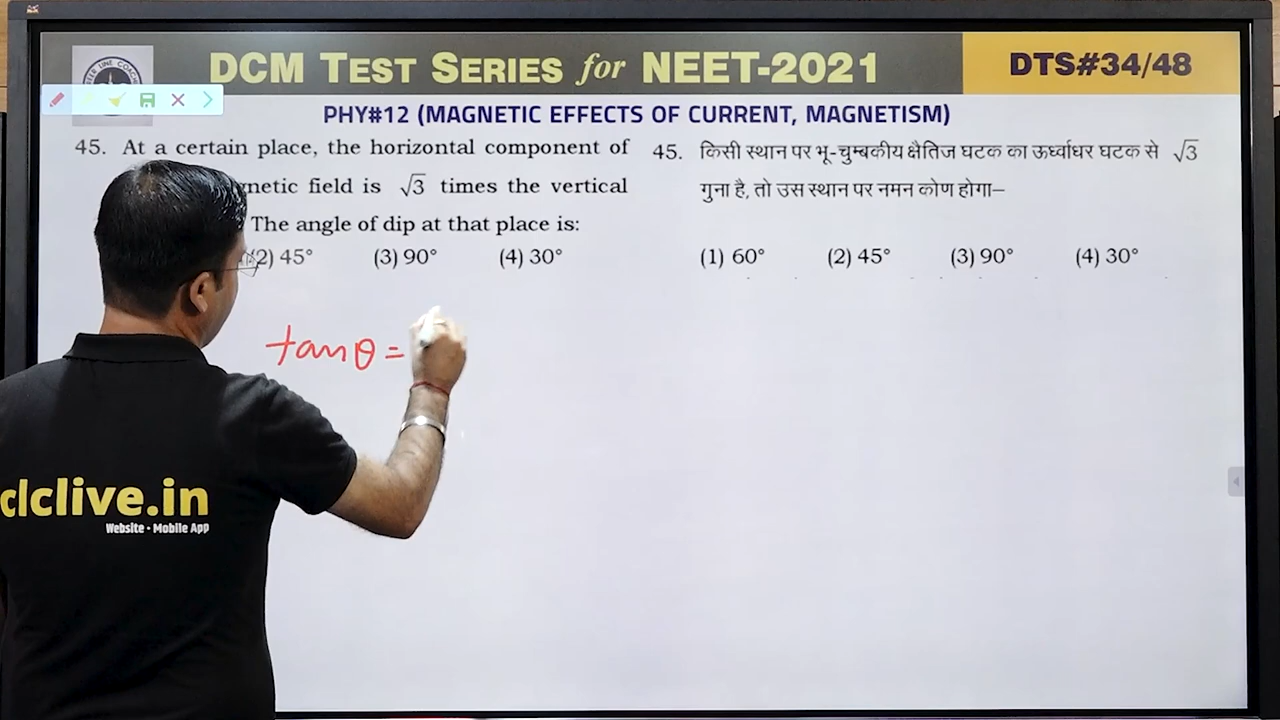 DCM TEST SERIES for NEET-2021
DTS#34/48
PHY#12 (MAGNETIC EFFECTS OF CURRENT, MAGNETISM)
45. At a certain place, the horizontal component of
field is √3 times the vertical
The angle of dip at that place is:
(2) 45° (3) 90° (4) 30°
45. किसी स्थान पर भू-चुम्बकीय क्षैतिज घटक का ऊर्ध्वाधर घटक से √3
गुना है, तो उस स्थान पर नमन कोण होगा–
(1) 60° (2) 45° (3) 90° (4) 30°
tanθ=
clclive.in
Website • Mobile App